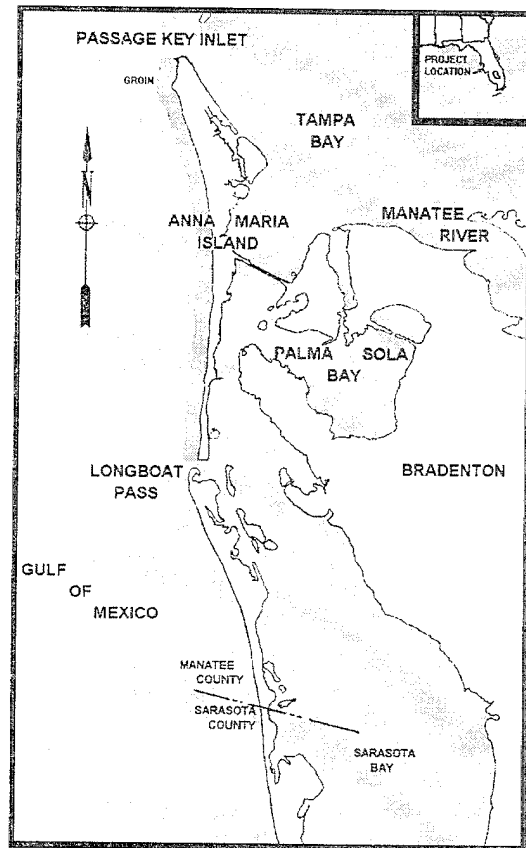 PASSAGE KEY INLET
PROJECT
LOCATION
GROIN
TAMPA
BAY
N
ANNA MARIA
ISLAND
MANATEE
RIVER
PALMA SOLA
BAY
LONGBOAT
PASS
BRADENTON
GULF
OF
MEXICO
MANATEE
COUNTY
SARASOTA
COUNTY
SARASOTA
BAY